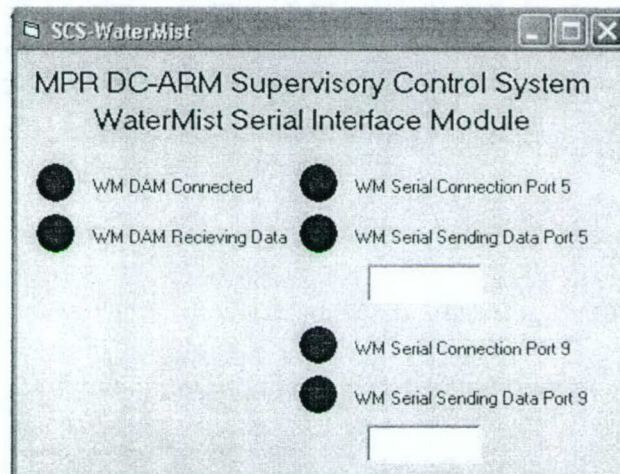 SCS-WaterMist
MPR DC-ARM Supervisory Control System
WaterMist Serial Interface Module
WM DAM Connected
WM DAM Recieving Data
WM Serial Connection Port 5
WM Serial Sending Data Port 5
WM Serial Connection Port 9
WM Serial Sending Data Port 9